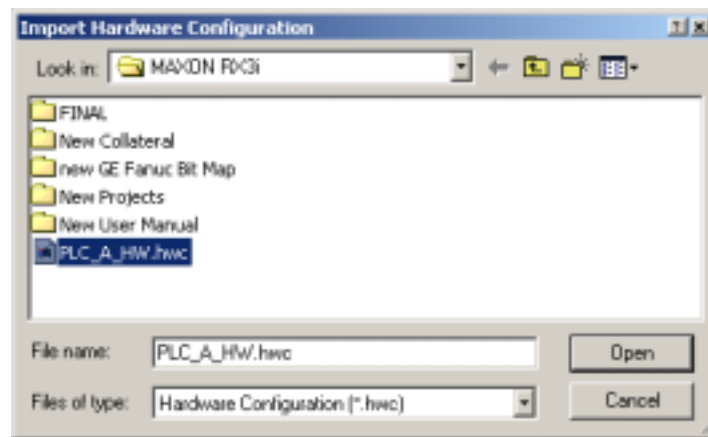 Import Hardware Configuration
Look in: MAXON RX3i
FINAL
New Collateral
new GE Fanuc Bit Map
New Projects
New User Manual
PLC_A_HW.hwc
File name: PLC_A_HW.hwc Open
Files of type: Hardware Configuration (*.hwc) Cancel